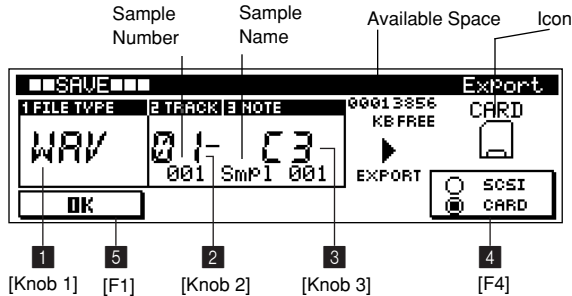 Sample Number
Sample Name
Available Space
Icon
■■SAVE■■■ Export
1 FILE TYPE 2 TRACK 3 NOTE 00013856 KB FREE CARD
WAV 01- C3
001 Smpl 001 EXPORT
OK
SCSI
CARD
1 5 2 3 4
[Knob 1] [F1] [Knob 2] [Knob 3] [F4]